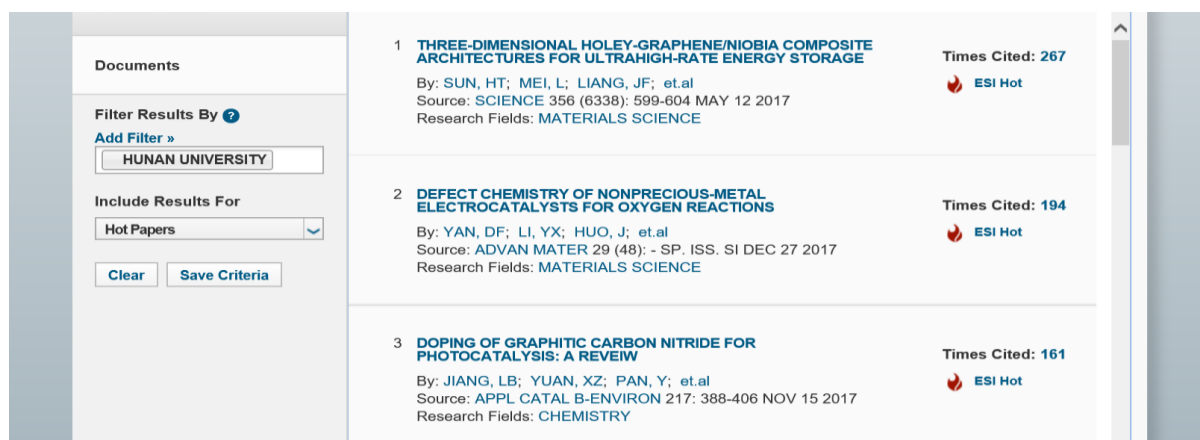 Documents
Filter Results By ?
Add Filter »
HUNAN UNIVERSITY
Include Results For
Hot Papers
Clear
Save Criteria
1 THREE-DIMENSIONAL HOLEY-GRAPHENE/NIOBIA COMPOSITE
ARCHITECTURES FOR ULTRAHIGH-RATE ENERGY STORAGE
By: SUN, HT; MEI, L; LIANG, JF; et.al
Source: SCIENCE 356 (6338): 599-604 MAY 12 2017
Research Fields: MATERIALS SCIENCE
Times Cited: 267
ESI Hot
2 DEFECT CHEMISTRY OF NONPRECIOUS-METAL
ELECTROCATALYSTS FOR OXYGEN REACTIONS
By: YAN, DF; LI, YX; HUO, J; et.al
Source: ADVAN MATER 29 (48): - SP. ISS. SI DEC 27 2017
Research Fields: MATERIALS SCIENCE
Times Cited: 194
ESI Hot
3 DOPING OF GRAPHITIC CARBON NITRIDE FOR
PHOTOCATALYSIS: A REVEIW
By: JIANG, LB; YUAN, XZ; PAN, Y; et.al
Source: APPL CATAL B-ENVIRON 217: 388-406 NOV 15 2017
Research Fields: CHEMISTRY
Times Cited: 161
ESI Hot